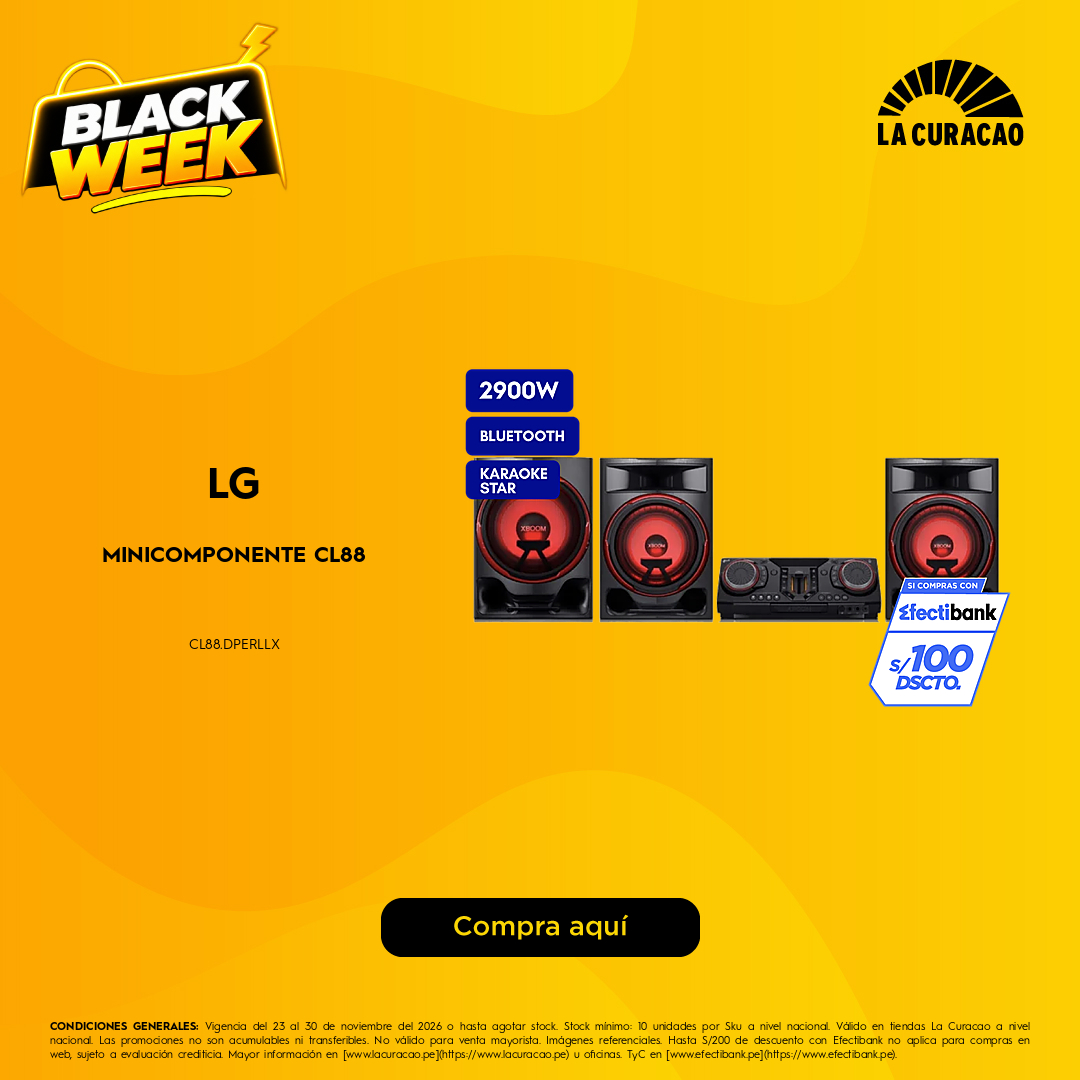 BLACK
WEEK
LA CURACAO
2900W
BLUETOOTH
KARAOKE
STAR
LG
MINICOMPONENTE CL88
CL88.DPERLLX
XBOOM
XBOOM
XBOOM
SI COMPRAS CON
Efectibank
S/100
DSCTO.
Compra aquí
CONDICIONES GENERALES: Vigencia del 23 al 30 de noviembre del 2026 o hasta agotar stock. Stock mínimo: 10 unidades por Sku a nivel nacional. Válido en tiendas La Curacao a nivel
nacional. Las promociones no son acumulables ni transferibles. No válido para venta mayorista. Imágenes referenciales. Hasta S/200 de descuento con Efectibank no aplica para compras en
web, sujeto a evaluación crediticia. Mayor información en [www.lacuracao.pe](https://www.lacuracao.pe) u oficinas. TyC en [www.efectibank.pe](https://www.efectibank.pe).